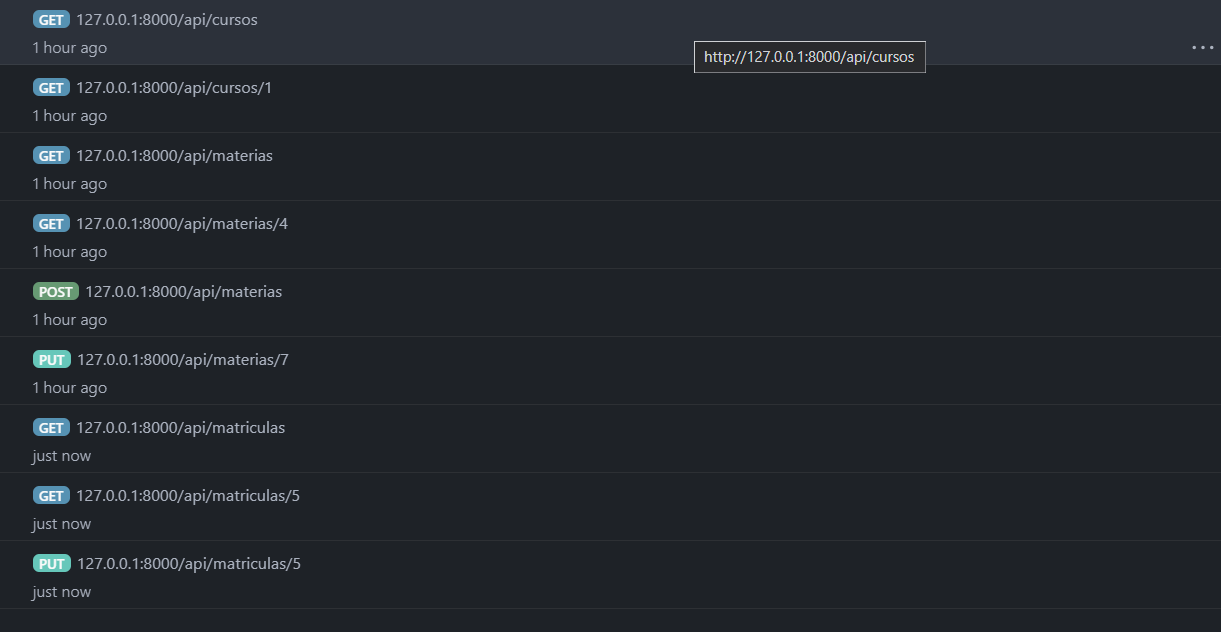 GET 127.0.0.1:8000/api/cursos
1 hour ago
http://127.0.0.1:8000/api/cursos
GET 127.0.0.1:8000/api/cursos/1
1 hour ago
GET 127.0.0.1:8000/api/materias
1 hour ago
GET 127.0.0.1:8000/api/materias/4
1 hour ago
POST 127.0.0.1:8000/api/materias
1 hour ago
PUT 127.0.0.1:8000/api/materias/7
1 hour ago
GET 127.0.0.1:8000/api/matriculas
just now
GET 127.0.0.1:8000/api/matriculas/5
just now
PUT 127.0.0.1:8000/api/matriculas/5
just now